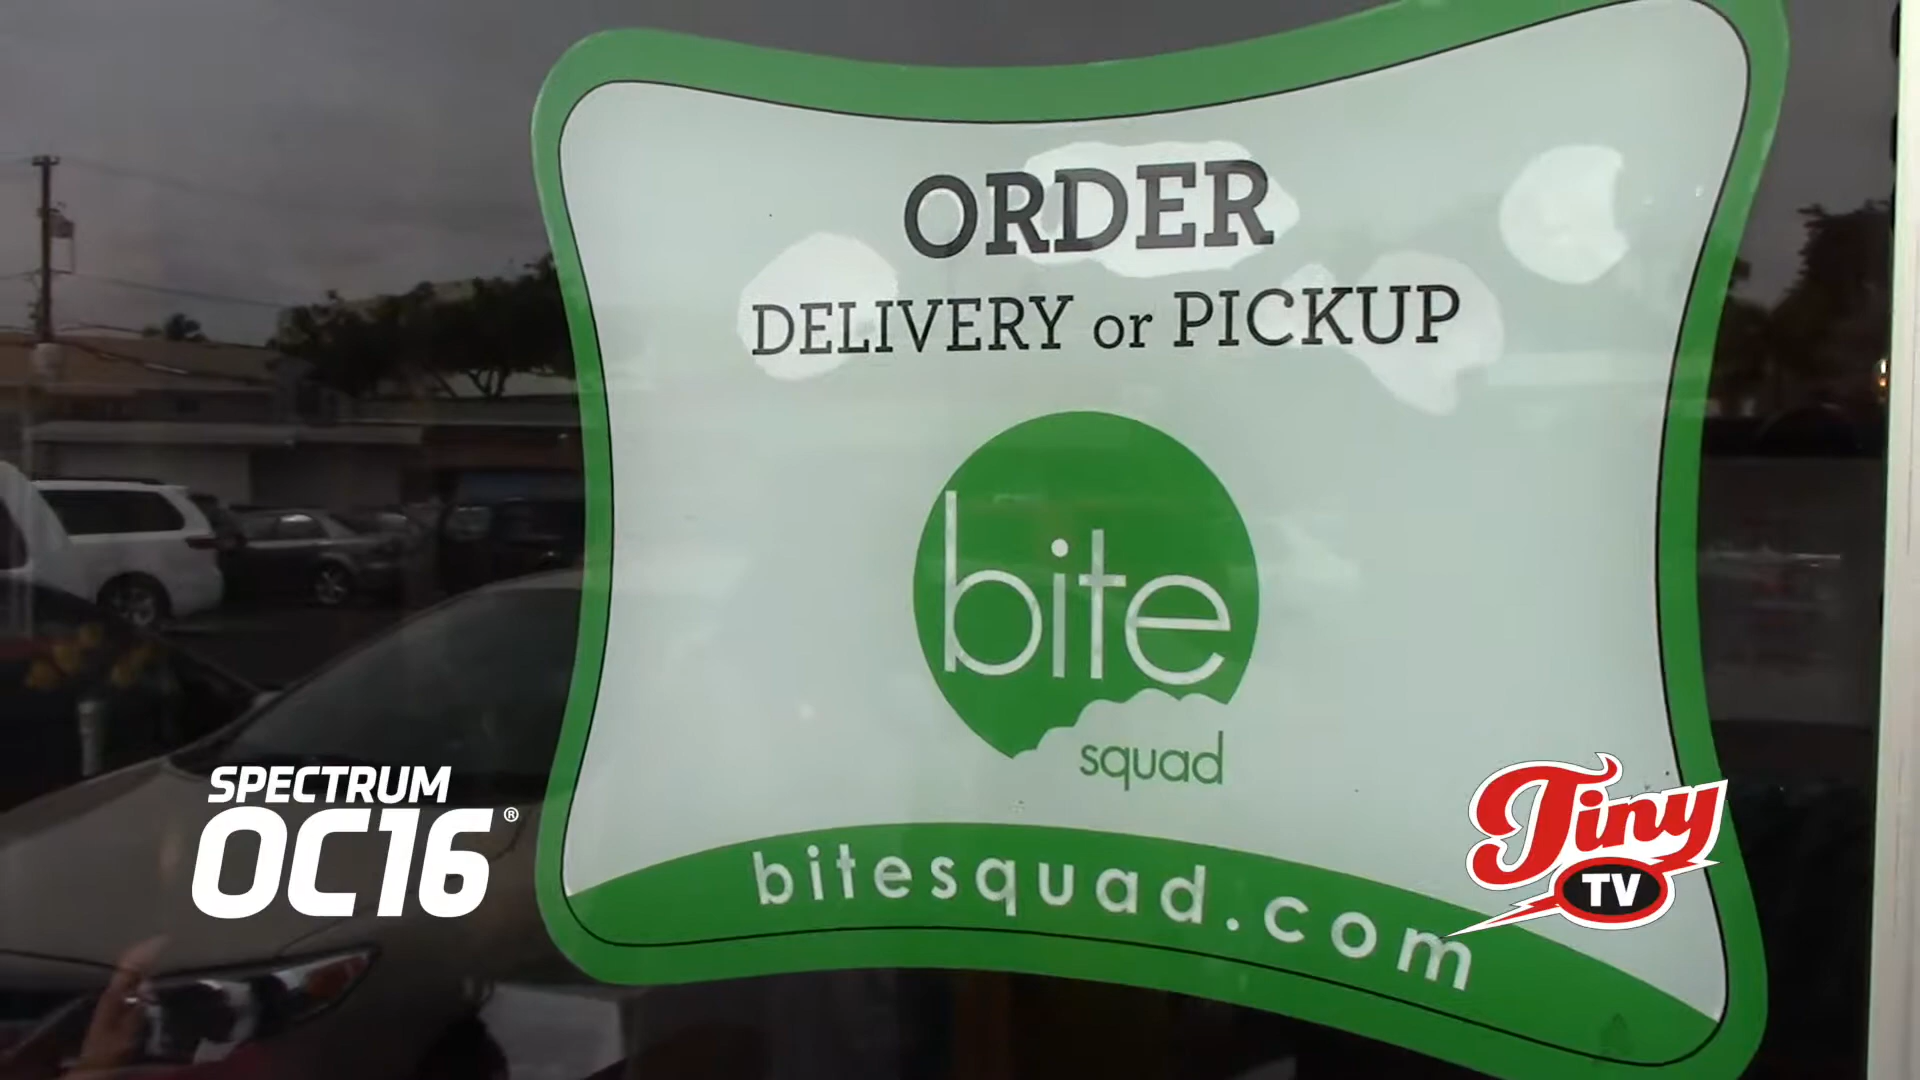 ORDER
DELIVERY or PICKUP
bite
squad
bitesquad.com
SPECTRUM
OC16®
Tiny
TV